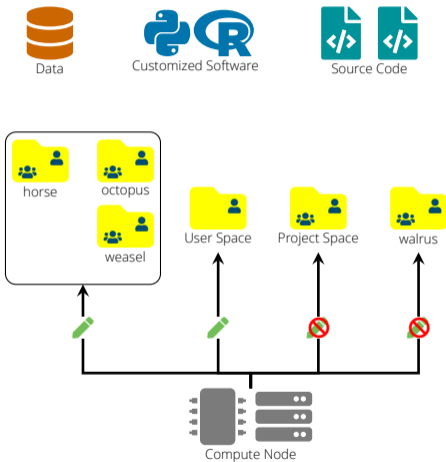 Data
Customized Software
Source Code
horse
octopus
weasel
User Space
Project Space
walrus
Compute Node